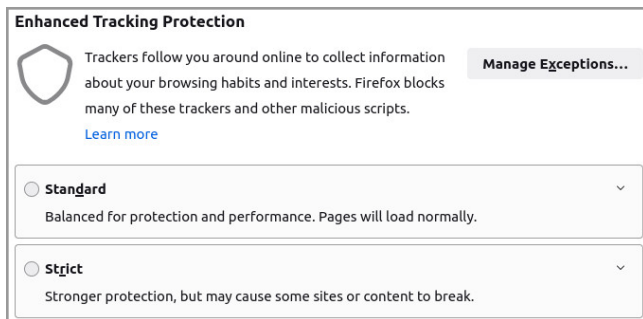 Enhanced Tracking Protection
Trackers follow you around online to collect information
about your browsing habits and interests. Firefox blocks
many of these trackers and other malicious scripts.
Learn more
Manage Exceptions...
Standard
Balanced for protection and performance. Pages will load normally.
Strict
Stronger protection, but may cause some sites or content to break.